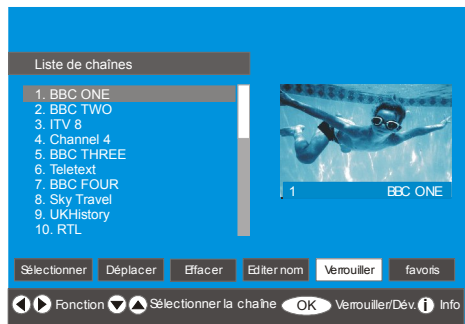 Liste de chaînes
1. BBC ONE
2. BBC TWO
3. ITV 8
4. Channel 4
5. BBC THREE
6. Teletext
7. BBC FOUR
8. Sky Travel
9. UKHistory
10. RTL
1 BBC ONE
Sélectionner Déplacer Effacer Editer nom Verrouiller favoris
Fonction Sélectionner la chaîne OK Verrouiller/Dév. i Info